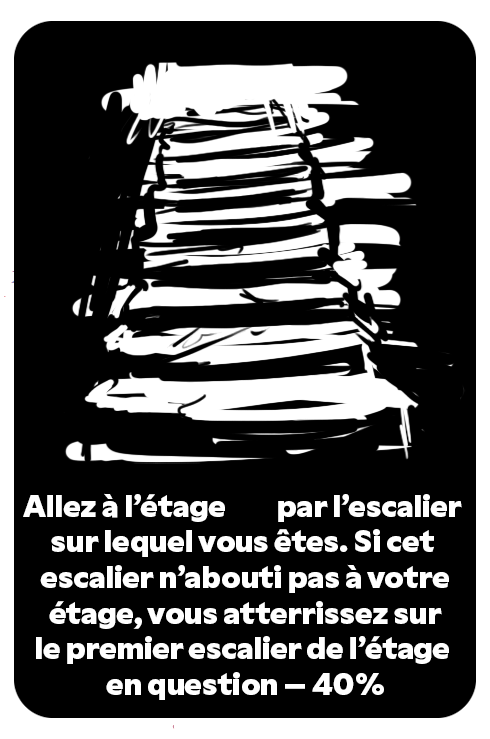 Allez à l’étage par l’escalier
sur lequel vous êtes. Si cet
escalier n’abouti pas à votre
étage, vous atterrissez sur
le premier escalier de l’étage
en question — 40%